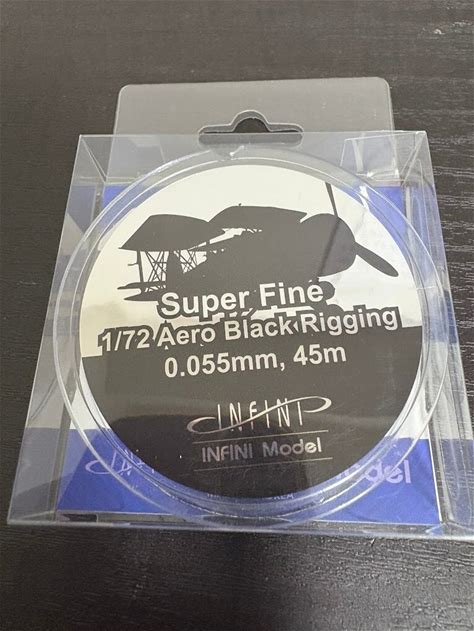 Super Fine
1/72 Aero Black Rigging
0.055mm, 45m
INFINI
INFINI Model